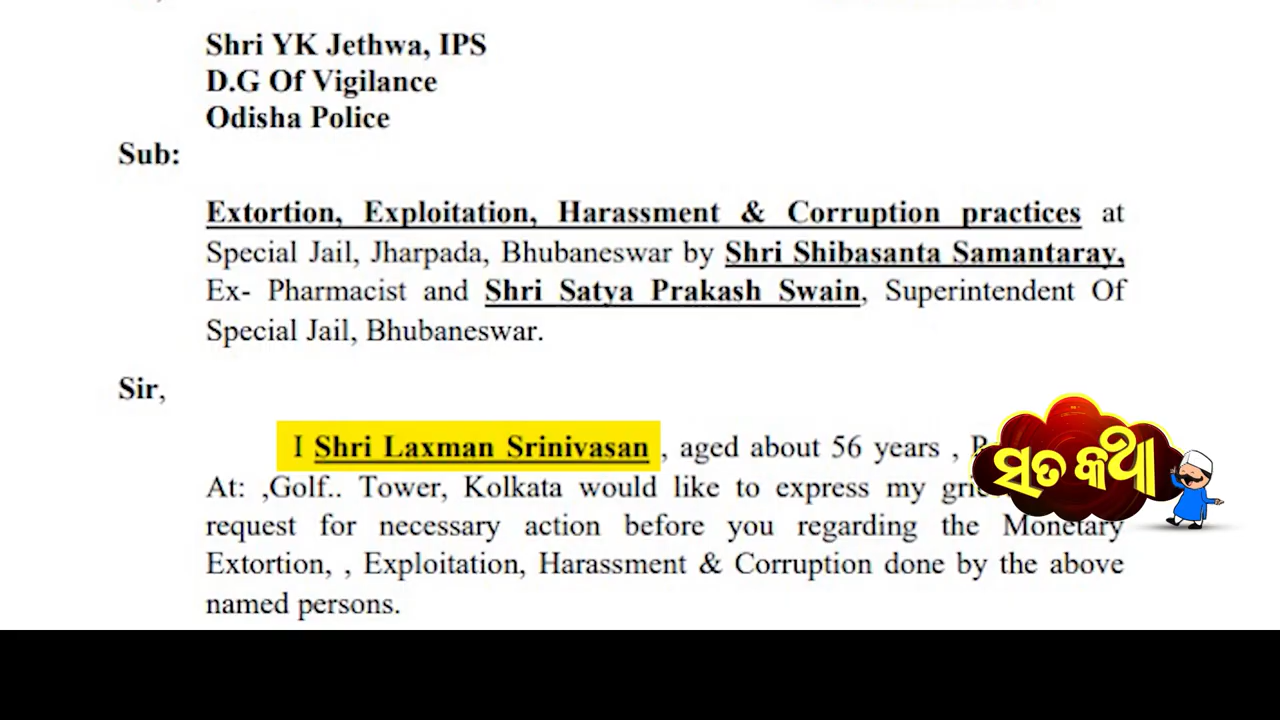 Shri YK Jethwa, IPS
D.G Of Vigilance
Odisha Police
Sub:
Extortion, Exploitation, Harassment & Corruption practices at
Special Jail, Jharpada, Bhubaneswar by Shri Shibasanta Samantaray,
Ex- Pharmacist and Shri Satya Prakash Swain, Superintendent Of
Special Jail, Bhubaneswar.
Sir,
I Shri Laxman Srinivasan , aged about 56 years ,
At: ,Golf.. Tower, Kolkata would like to express my
request for necessary action before you regarding the Monetary
Extortion, , Exploitation, Harassment & Corruption done by the above
named persons.
ସତ କଥା